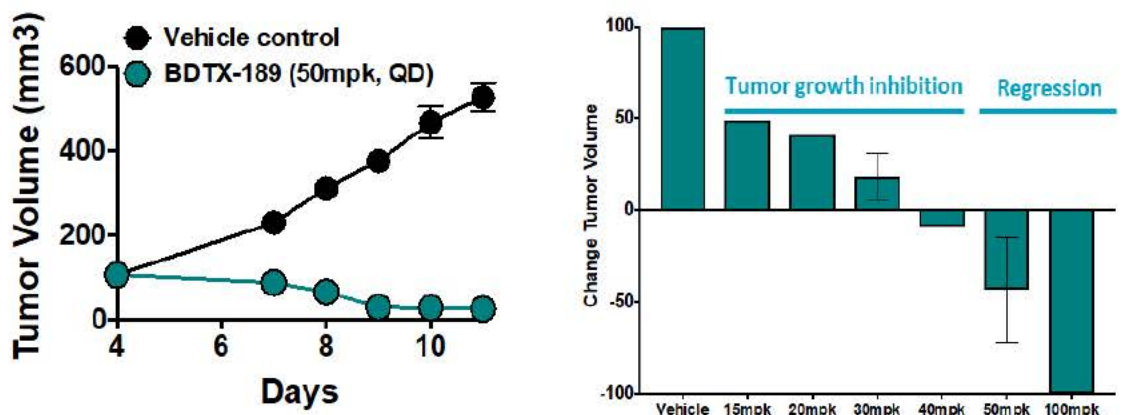 Vehicle control
BDTX-189 (50mpk, QD)
Tumor Volume (mm3)
600
400
200
0
4
6
8
10
Days
Change Tumor Volume
100
50
0
-50
-100
Tumor growth inhibition
Regression
Vehicle
15mpk
20mpk
30mpk
40mpk
50mpk
100mpk